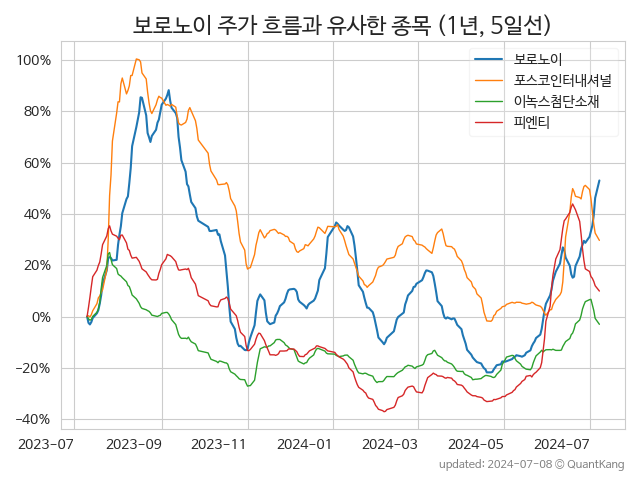 보로노이 주가 흐름과 유사한 종목 (1년, 5일선)
보로노이
포스코인터내셔널
이녹스첨단소재
피엔티
100%
80%
60%
40%
20%
0%
−20%
−40%
2023-07 2023-09 2023-11 2024-01 2024-03 2024-05 2024-07
updated: 2024-07-08 © QuantKang